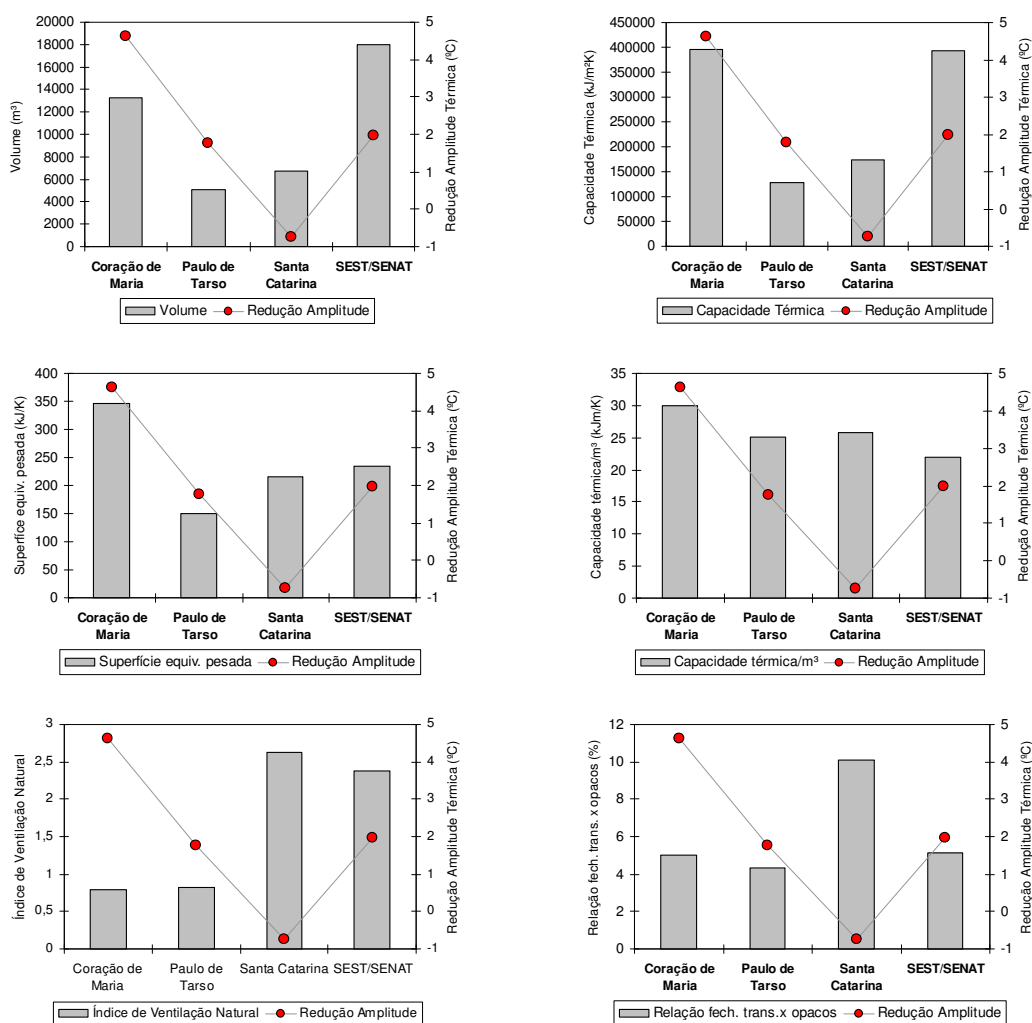 Volume (m³)
20000
18000
16000
14000
12000
10000
8000
6000
4000
2000
0
5
4
3
2
1
0
-1
Redução Amplitude Térmica (ºC)
Coração de Maria
Paulo de Tarso
Santa Catarina
SEST/SENAT
Volume Redução Amplitude
Capacidade Térmica (kJ/m²K)
450000
400000
350000
300000
250000
200000
150000
100000
50000
0
5
4
3
2
1
0
-1
Redução Amplitude Térmica (ºC)
Coração de Maria
Paulo de Tarso
Santa Catarina
SEST/SENAT
Capacidade Térmica Redução Amplitude
Superfíce equiv. pesada (kJ/K)
400
350
300
250
200
150
100
50
0
5
4
3
2
1
0
-1
Redução Amplitude Térmica (ºC)
Coração de Maria
Paulo de Tarso
Santa Catarina
SEST/SENAT
Superfície equiv. pesada Redução Amplitude
Capacidade térmica/m³ (kJm/K)
35
30
25
20
15
10
5
0
5
4
3
2
1
0
-1
Redução Amplitude Térmica (ºC)
Coração de Maria
Paulo de Tarso
Santa Catarina
SEST/SENAT
Capacidade térmica/m³ Redução Amplitude
Índice de Ventilação Natural
3
2,5
2
1,5
1
0,5
0
5
4
3
2
1
0
-1
Redução Amplitude Térmica (ºC)
Coração de Maria
Paulo de Tarso
Santa Catarina
SEST/SENAT
Índice de Ventilação Natural Redução Amplitude
Relação fech. trans. x opacos (%)
12
10
8
6
4
2
0
5
4
3
2
1
0
-1
Redução Amplitude Térmica (ºC)
Coração de Maria
Paulo de Tarso
Santa Catarina
SEST/SENAT
Relação fech. trans.x opacos Redução Amplitude